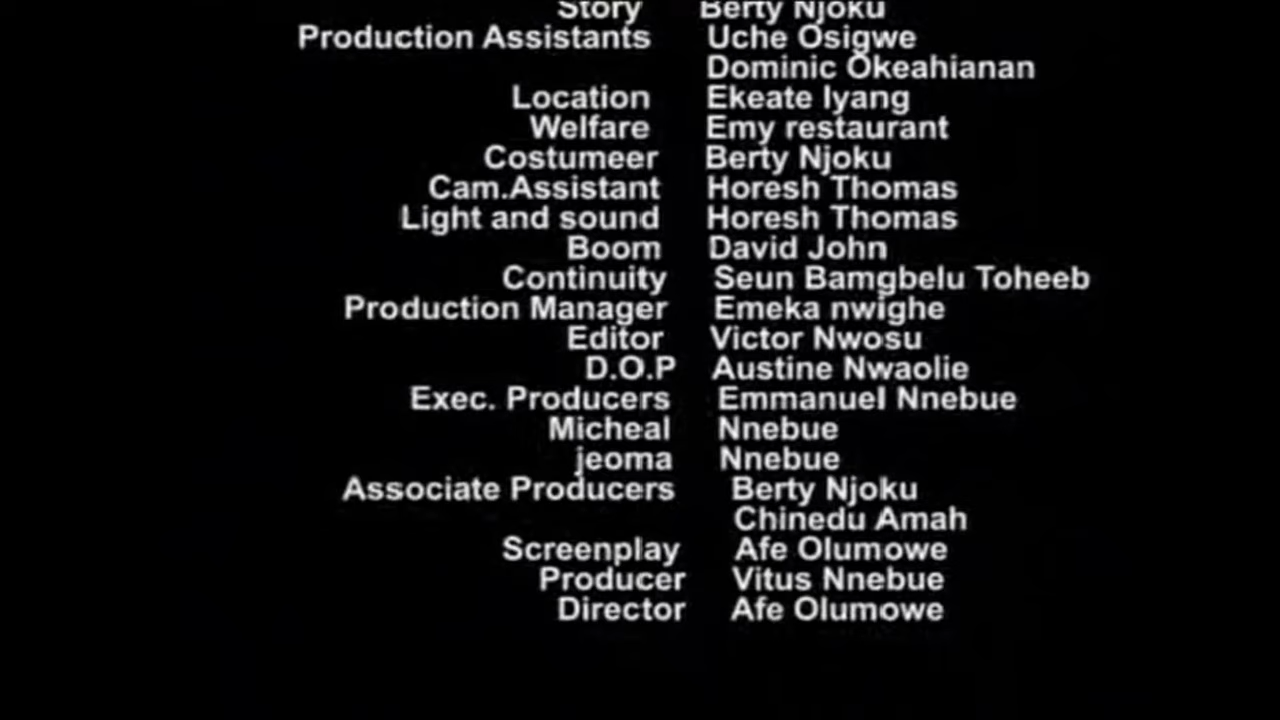 Story Berty Njoku
Production Assistants Uche Osigwe
Dominic Okeahianan
Location Ekeate Iyang
Welfare Emy restaurant
Costumeer Berty Njoku
Cam.Assistant Horesh Thomas
Light and sound Horesh Thomas
Boom David John
Continuity Seun Bamgbelu Toheeb
Production Manager Emeka nwighe
Editor Victor Nwosu
D.O.P Austine Nwaolie
Exec. Producers Emmanuel Nnebue
Micheal Nnebue
jeoma Nnebue
Associate Producers Berty Njoku
Chinedu Amah
Screenplay Afe Olumowe
Producer Vitus Nnebue
Director Afe Olumowe